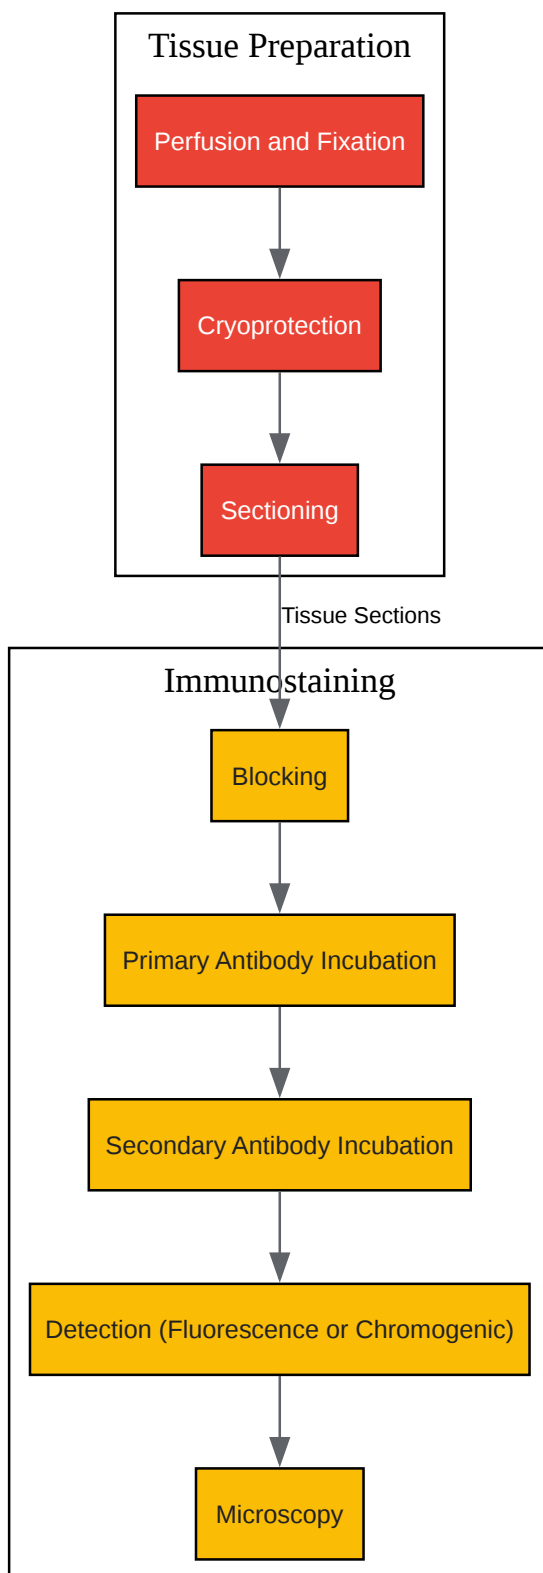 Tissue Preparation
Perfusion and Fixation
Cryoprotection
Sectioning
Tissue Sections
Immunostaining
Blocking
Primary Antibody Incubation
Secondary Antibody Incubation
Detection (Fluorescence or Chromogenic)
Microscopy